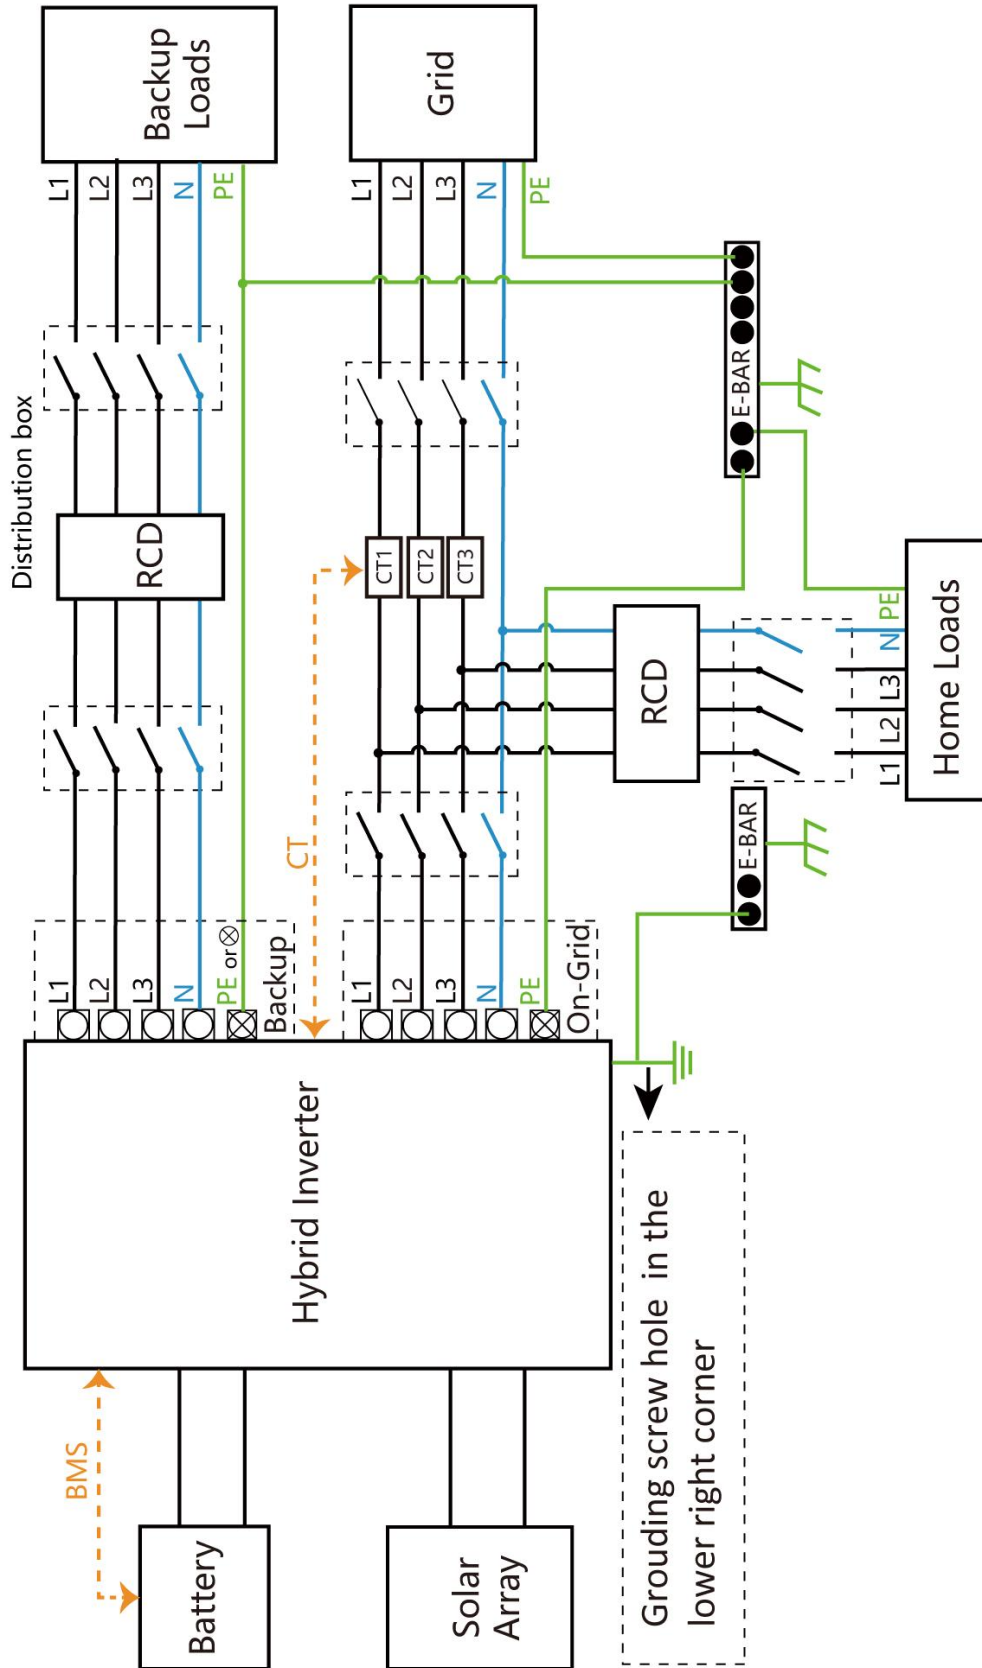 Distribution box
Backup
Loads
L1
L2
L3
N
PE
RCD
L1
L2
L3
N
PE or⊗
Backup
Grid
L1
L2
L3
N
PE
CT1
CT2
CT3
CT
L1
L2
L3
N
PE
On-Grid
E-BAR
RCD
L1
L2
L3
N
PE
Home Loads
E-BAR
Hybrid Inverter
BMS
Battery
Solar
Array
Grouding screw hole in the
lower right corner